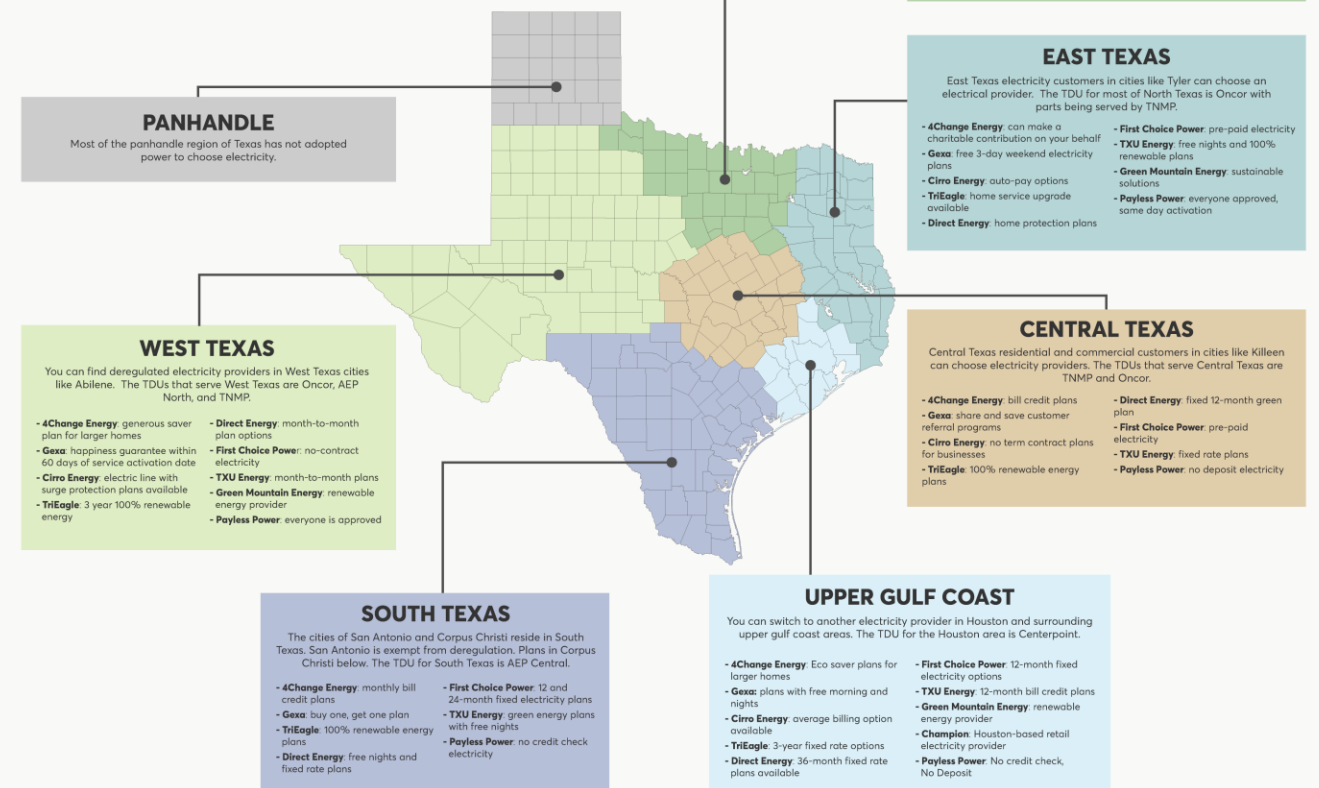 PANHANDLE
Most of the panhandle region of Texas has not adopted
power to choose electricity.
EAST TEXAS
East Texas electricity customers in cities like Tyler can choose an
electrical provider. The TDU for most of North Texas is Oncor with
parts being served by TNMP.
- 4Change Energy: can make a
charitable contribution on your behalf
- Gexa: free 3-day weekend electricity
plans
- Cirro Energy: auto-pay options
- TriEagle: home service upgrade
available
- Direct Energy: home protection plans
- First Choice Power: pre-paid electricity
- TXU Energy: free nights and 100%
renewable plans
- Green Mountain Energy: sustainable
solutions
- Payless Power: everyone approved,
same day activation
WEST TEXAS
You can find deregulated electricity providers in West Texas cities
like Abilene. The TDUs that serve West Texas are Oncor, AEP
North, and TNMP.
- 4Change Energy: generous saver
plan for larger homes
- Gexa: happiness guarantee within
60 days of service activation date
- Cirro Energy: electric line with
surge protection plans available
- TriEagle: 3 year 100% renewable
energy
- Direct Energy: month-to-month
plan options
- First Choice Power: no-contract
electricity
- TXU Energy: month-to-month plans
- Green Mountain Energy: renewable
energy provider
- Payless Power: everyone is approved
CENTRAL TEXAS
Central Texas residential and commercial customers in cities like Killeen
can choose electricity providers. The TDUs that serve Central Texas are
TNMP and Oncor.
- 4Change Energy: bill credit plans
- Gexa: share and save customer
referral programs
- Cirro Energy: no term contract plans
for businesses
- TriEagle: 100% renewable energy
plans
- Direct Energy: fixed 12-month green
plan
- First Choice Power: pre-paid
electricity
- TXU Energy: fixed rate plans
- Payless Power: no deposit electricity
SOUTH TEXAS
The cities of San Antonio and Corpus Christi reside in South
Texas. San Antonio is exempt from deregulation. Plans in Corpus
Christi below. The TDU for South Texas is AEP Central.
- 4Change Energy: monthly bill
credit plans
- Gexa: buy one, get one plan
- TriEagle: 100% renewable energy
plans
- Direct Energy: free nights and
fixed rate plans
- First Choice Power: 12 and
24-month fixed electricity plans
- TXU Energy: green energy plans
with free nights
- Payless Power: no credit check
electricity
UPPER GULF COAST
You can switch to another electricity provider in Houston and surrounding
upper gulf coast areas. The TDU for the Houston area is Centerpoint.
- 4Change Energy: Eco saver plans for
larger homes
- Gexa: plans with free morning and
nights
- Cirro Energy: average billing option
available
- TriEagle: 3-year fixed rate options
- Direct Energy: 36-month fixed rate
plans available
- First Choice Power: 12-month fixed
electricity options
- TXU Energy: 12-month bill credit plans
- Green Mountain Energy: renewable
energy provider
- Champion: Houston-based retail
electricity provider
- Payless Power: No credit check,
No Deposit